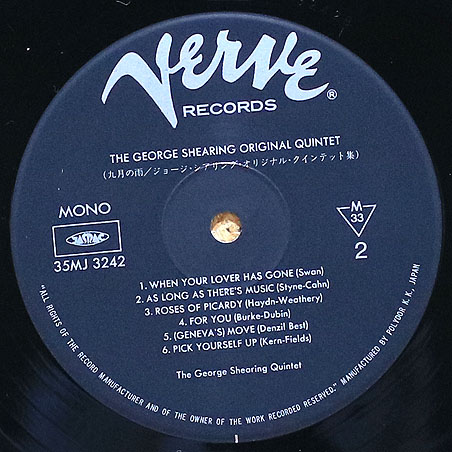 Verve
®
RECORDS
THE GEORGE SHEARING ORIGINAL QUINTET
(九月の雨/ジョージ・シアリング・オリジナル・クインテット集)
MONO
JASRAC
35MJ 3242
M
33
2
1. WHEN YOUR LOVER HAS GONE (Swan)
2. AS LONG AS THERE'S MUSIC (Styne-Cahn)
3. ROSES OF PICARDY (Haydn-Weathery)
4. FOR YOU (Burke-Dubin)
5. (GENEVA'S) MOVE (Denzil Best)
6. PICK YOURSELF UP (Kern-Fields)
The George Shearing Quintet
"ALL RIGHTS OF THE RECORD MANUFACTURER AND OF THE OWNER OF THE WORK RECORDED RESERVED." MANUFACTURED BY POLYDOR K.K., JAPAN
1